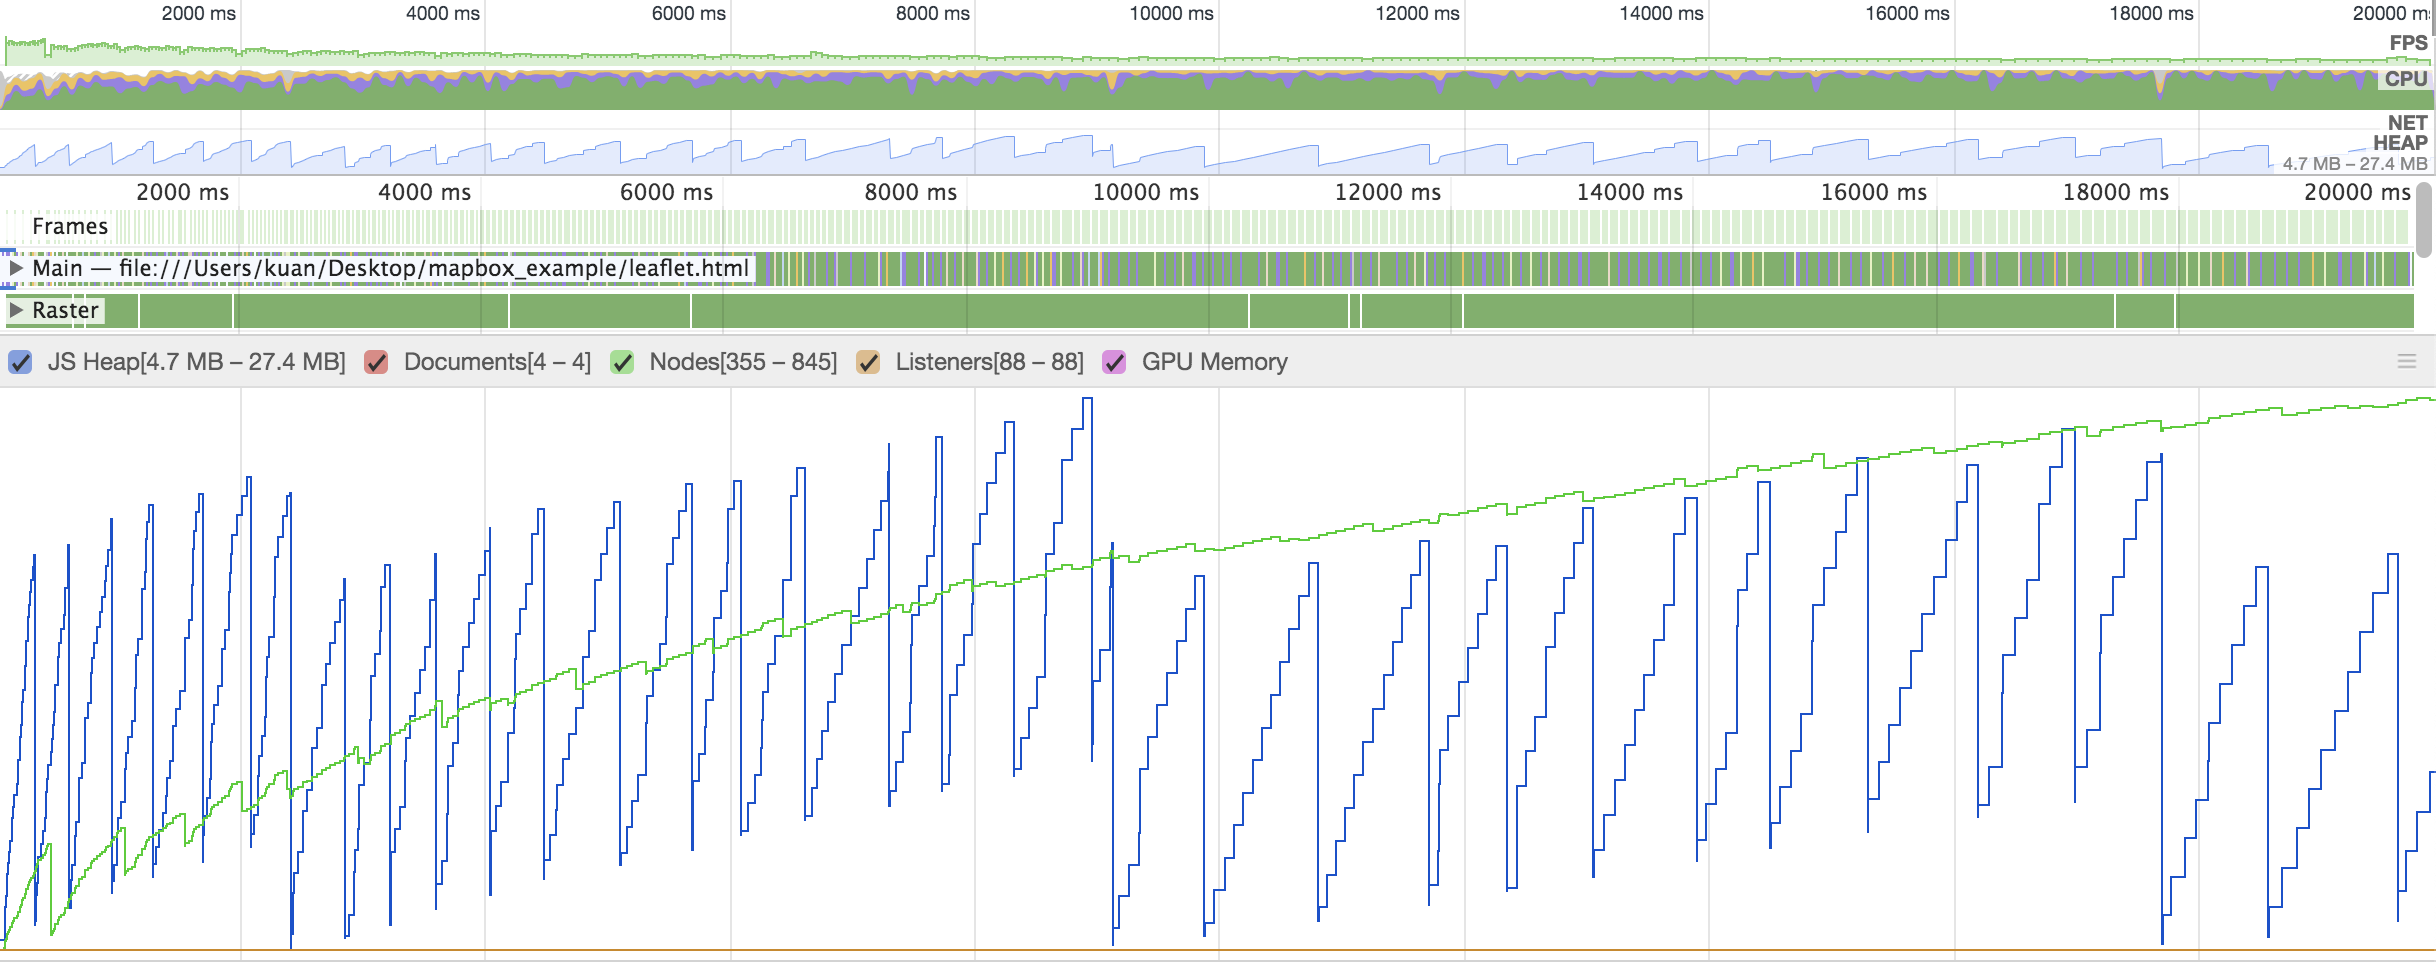 2000 ms 4000 ms 6000 ms 8000 ms 10000 ms 12000 ms 14000 ms 16000 ms 18000 ms 20000 m
FPS
CPU
NET
HEAP
4.7 MB – 27.4 MB
2000 ms 4000 ms 6000 ms 8000 ms 10000 ms 12000 ms 14000 ms 16000 ms 18000 ms 20000 ms
Frames
Main — file:///Users/kuan/Desktop/mapbox_example/leaflet.html
Raster
JS Heap[4.7 MB – 27.4 MB] Documents[4 – 4] Nodes[355 – 845] Listeners[88 – 88] GPU Memory